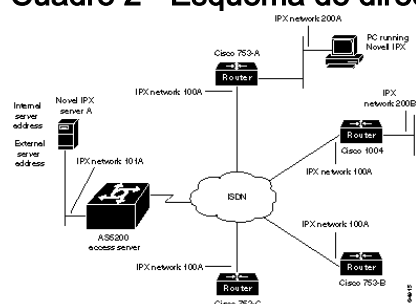 Cuadro 2 - Esquema de direc
IPX network 200A
PC running
Novell IPX
Cisco 753-A
Router
IPX network 100A
IPX
network 200B
Internal
server
address
Novel IPX
server A
External
server
address
Router
Cisco 1004
IPX network 101A
IPX network 100A
ISDN
AS5200
access server
IPX network 100A
IPX network 100A
Router
Cisco 753-B
Router
Cisco 753-C